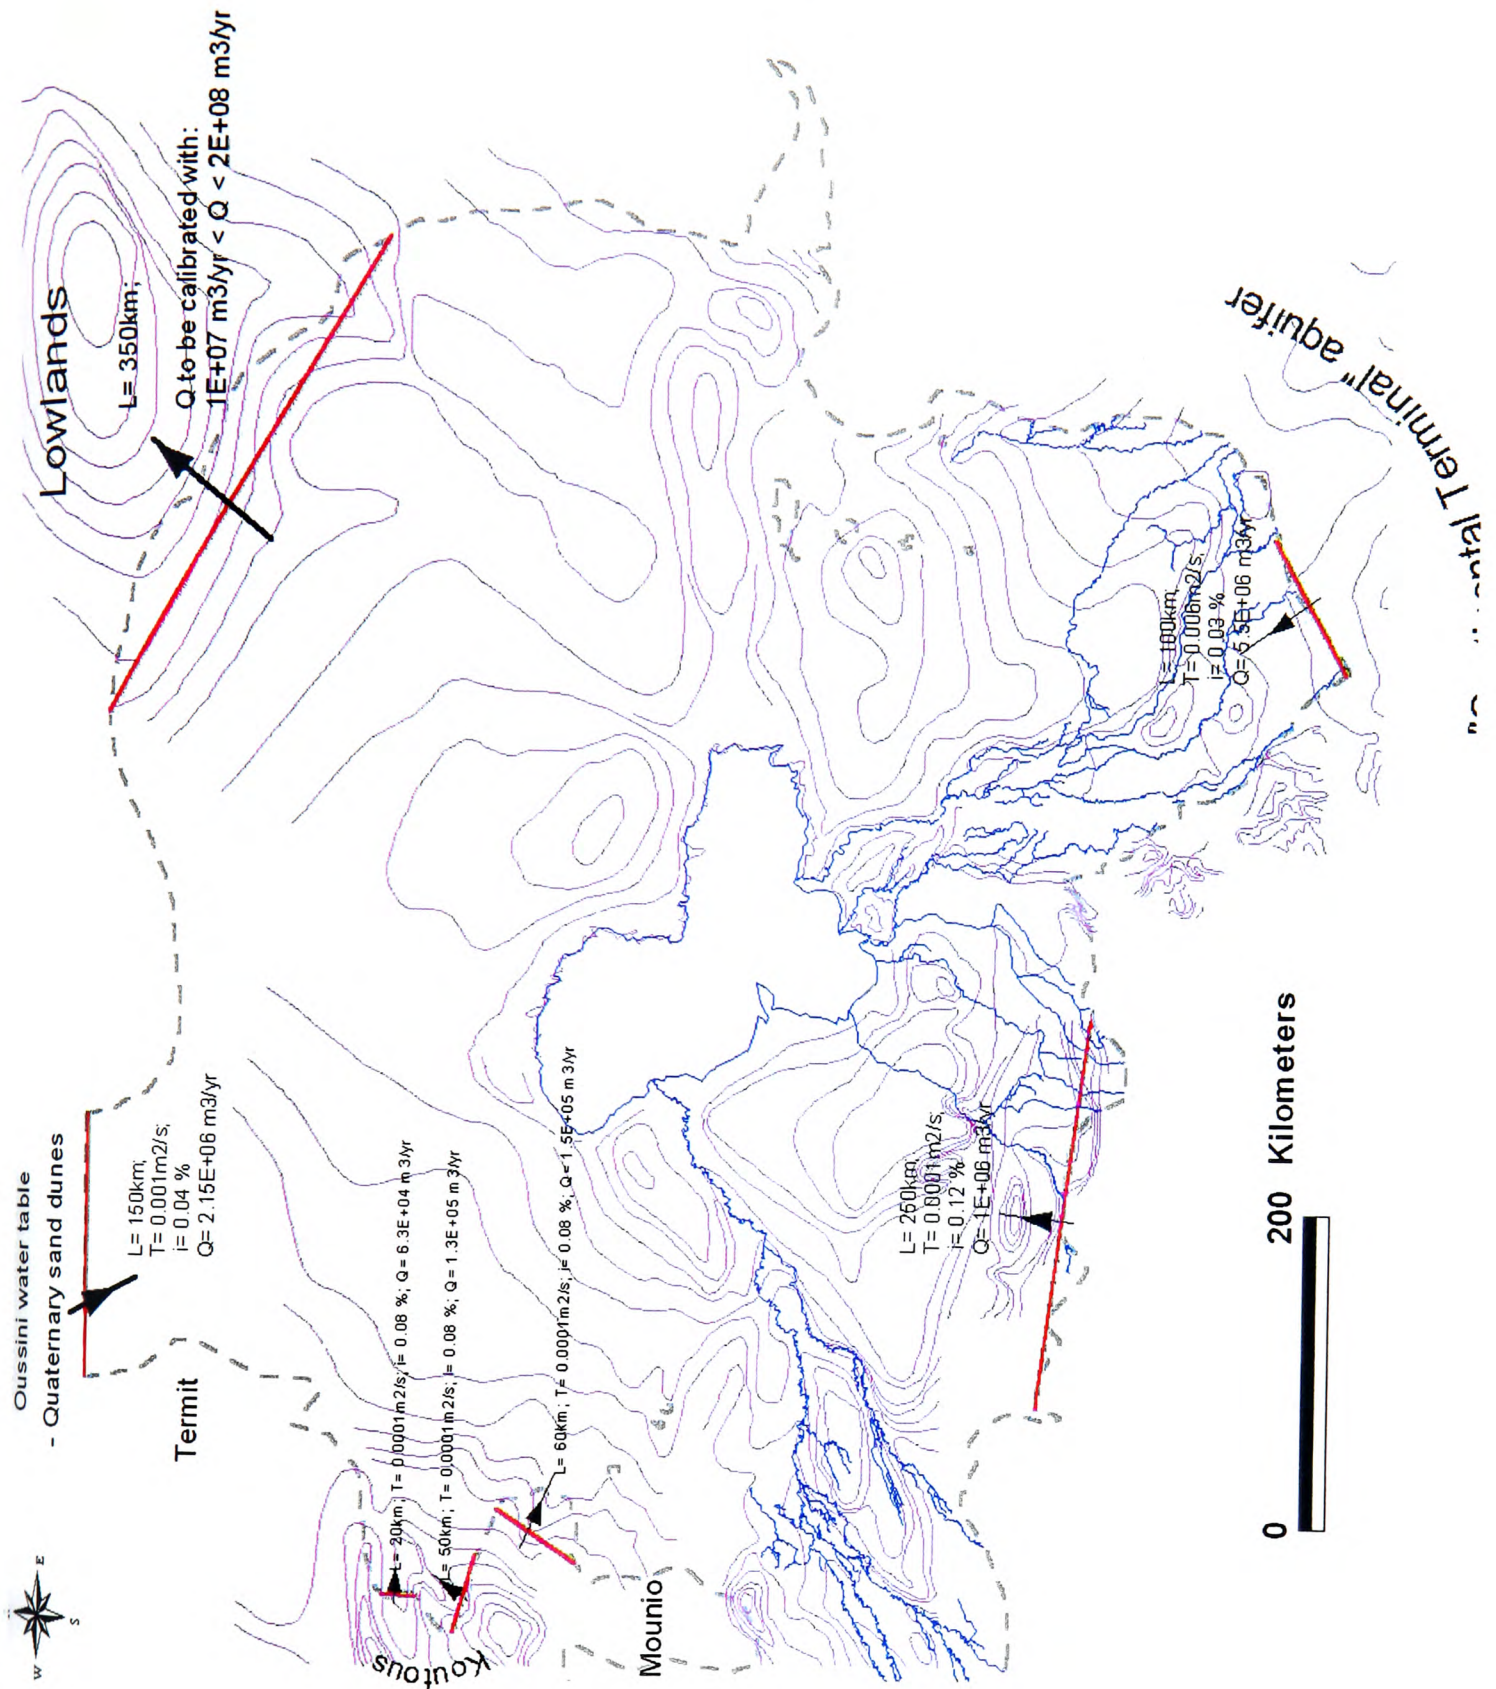 Oussini water table
- Quaternary sand dunes
L= 150km;
T= 0.001m2/s;
i= 0.04 %
Q= 2.15E+06 m3/yr
Termit
Lowlands
L= 350km;
Q to be calibrated with:
1E+07 m3/yr < Q < 2E+08 m3/yr
L= 20km; T= 0.0001m2/s; i= 0.08 %; Q= 6.3E+04 m3/yr
L= 50km; T= 0.0001m2/s; i= 0.08 %; Q= 1.3E+05 m3/yr
L= 60km; T= 0.0001m2/s; i= 0.08 %; Q= 1.5E+05 m3/yr
Koutous
Mounio
L= 250km;
T= 0.0001m2/s;
i= 0.12 %
Q= 1E+06 m3/yr
L= 100km;
T= 0.006m2/s;
i= 0.03 %
Q= 5.5E+06 m3/yr
Terminal" aquifer
0 200 Kilometers
W E S